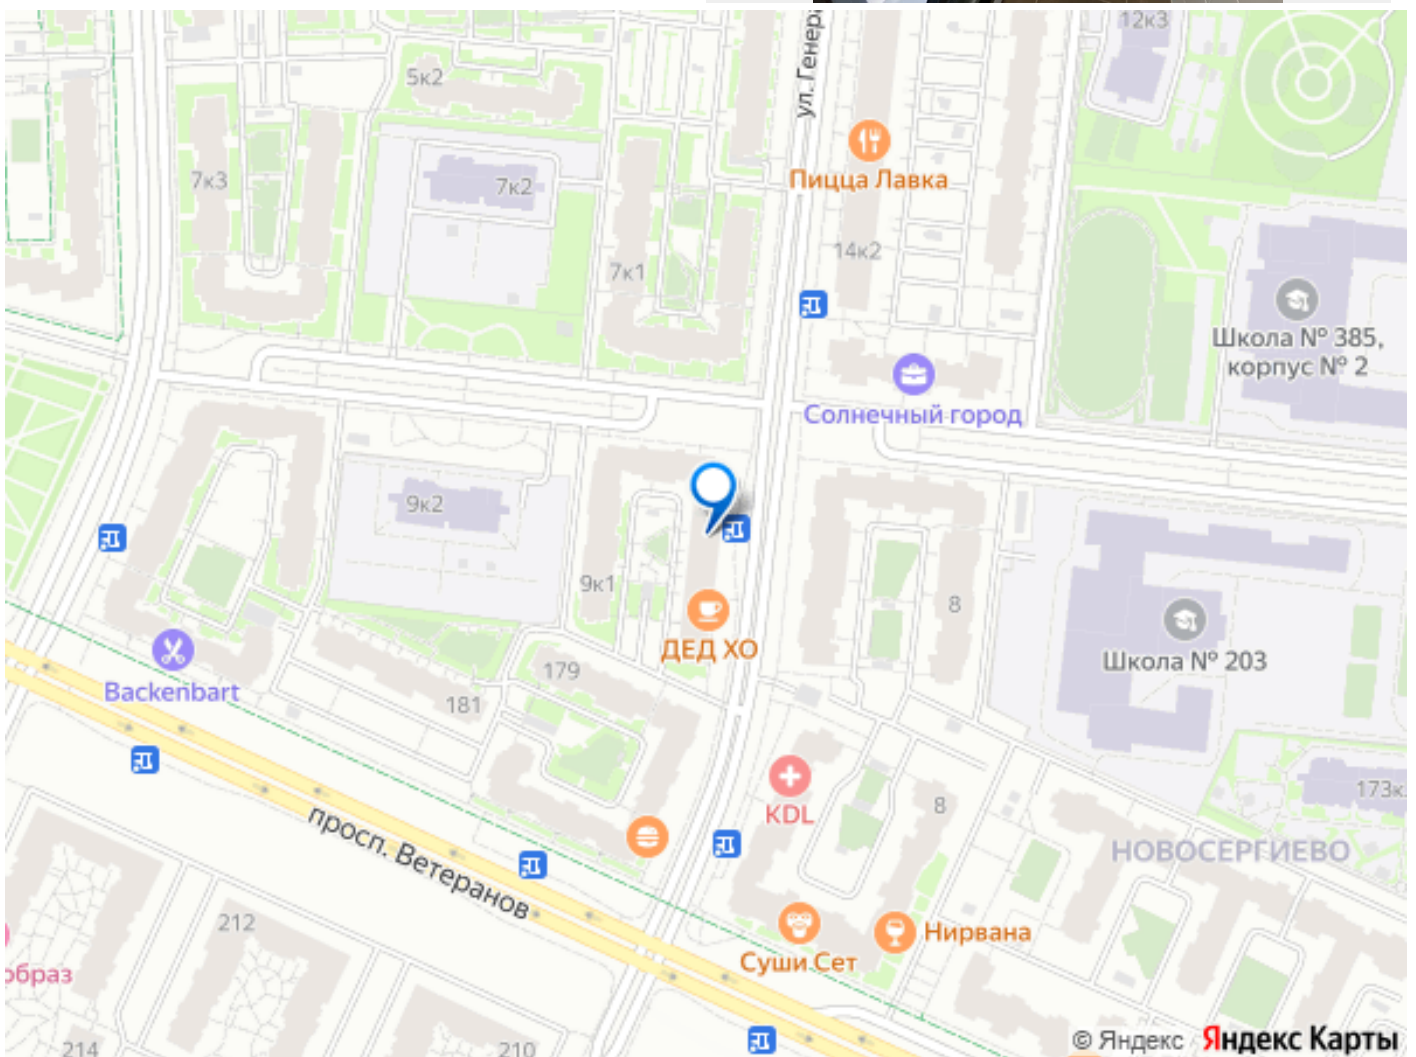 12к3
5к2
ул. Генер
Пицца Лавка
7к3
7к2
14к2
7к1
Школа № 385,
корпус № 2
Солнечный город
9к2
9к1
8
ДЕД ХО
Школа № 203
179
Backenbart
181
173к.
KDL
8
НОВОСЕРГИЕВО
просп. Ветеранов
212
Нирвана
Суши Сет
образ
214
210
© Яндекс Яндекс Карты